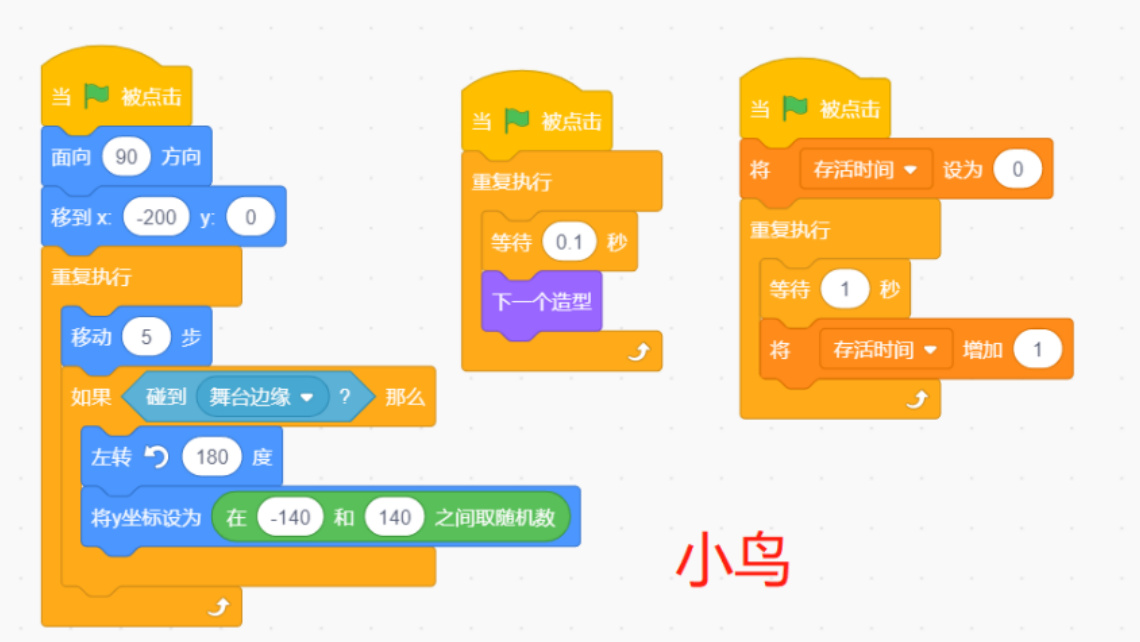 当 被点击
面向 90 方向
移到 x: -200 y: 0
重复执行
移动 5 步
如果 碰到 舞台边缘 ? 那么
左转 180 度
将y坐标设为 在 -140 和 140 之间取随机数
当 被点击
重复执行
等待 0.1 秒
下一个造型
当 被点击
将 存活时间 设为 0
重复执行
等待 1 秒
将 存活时间 增加 1
小鸟